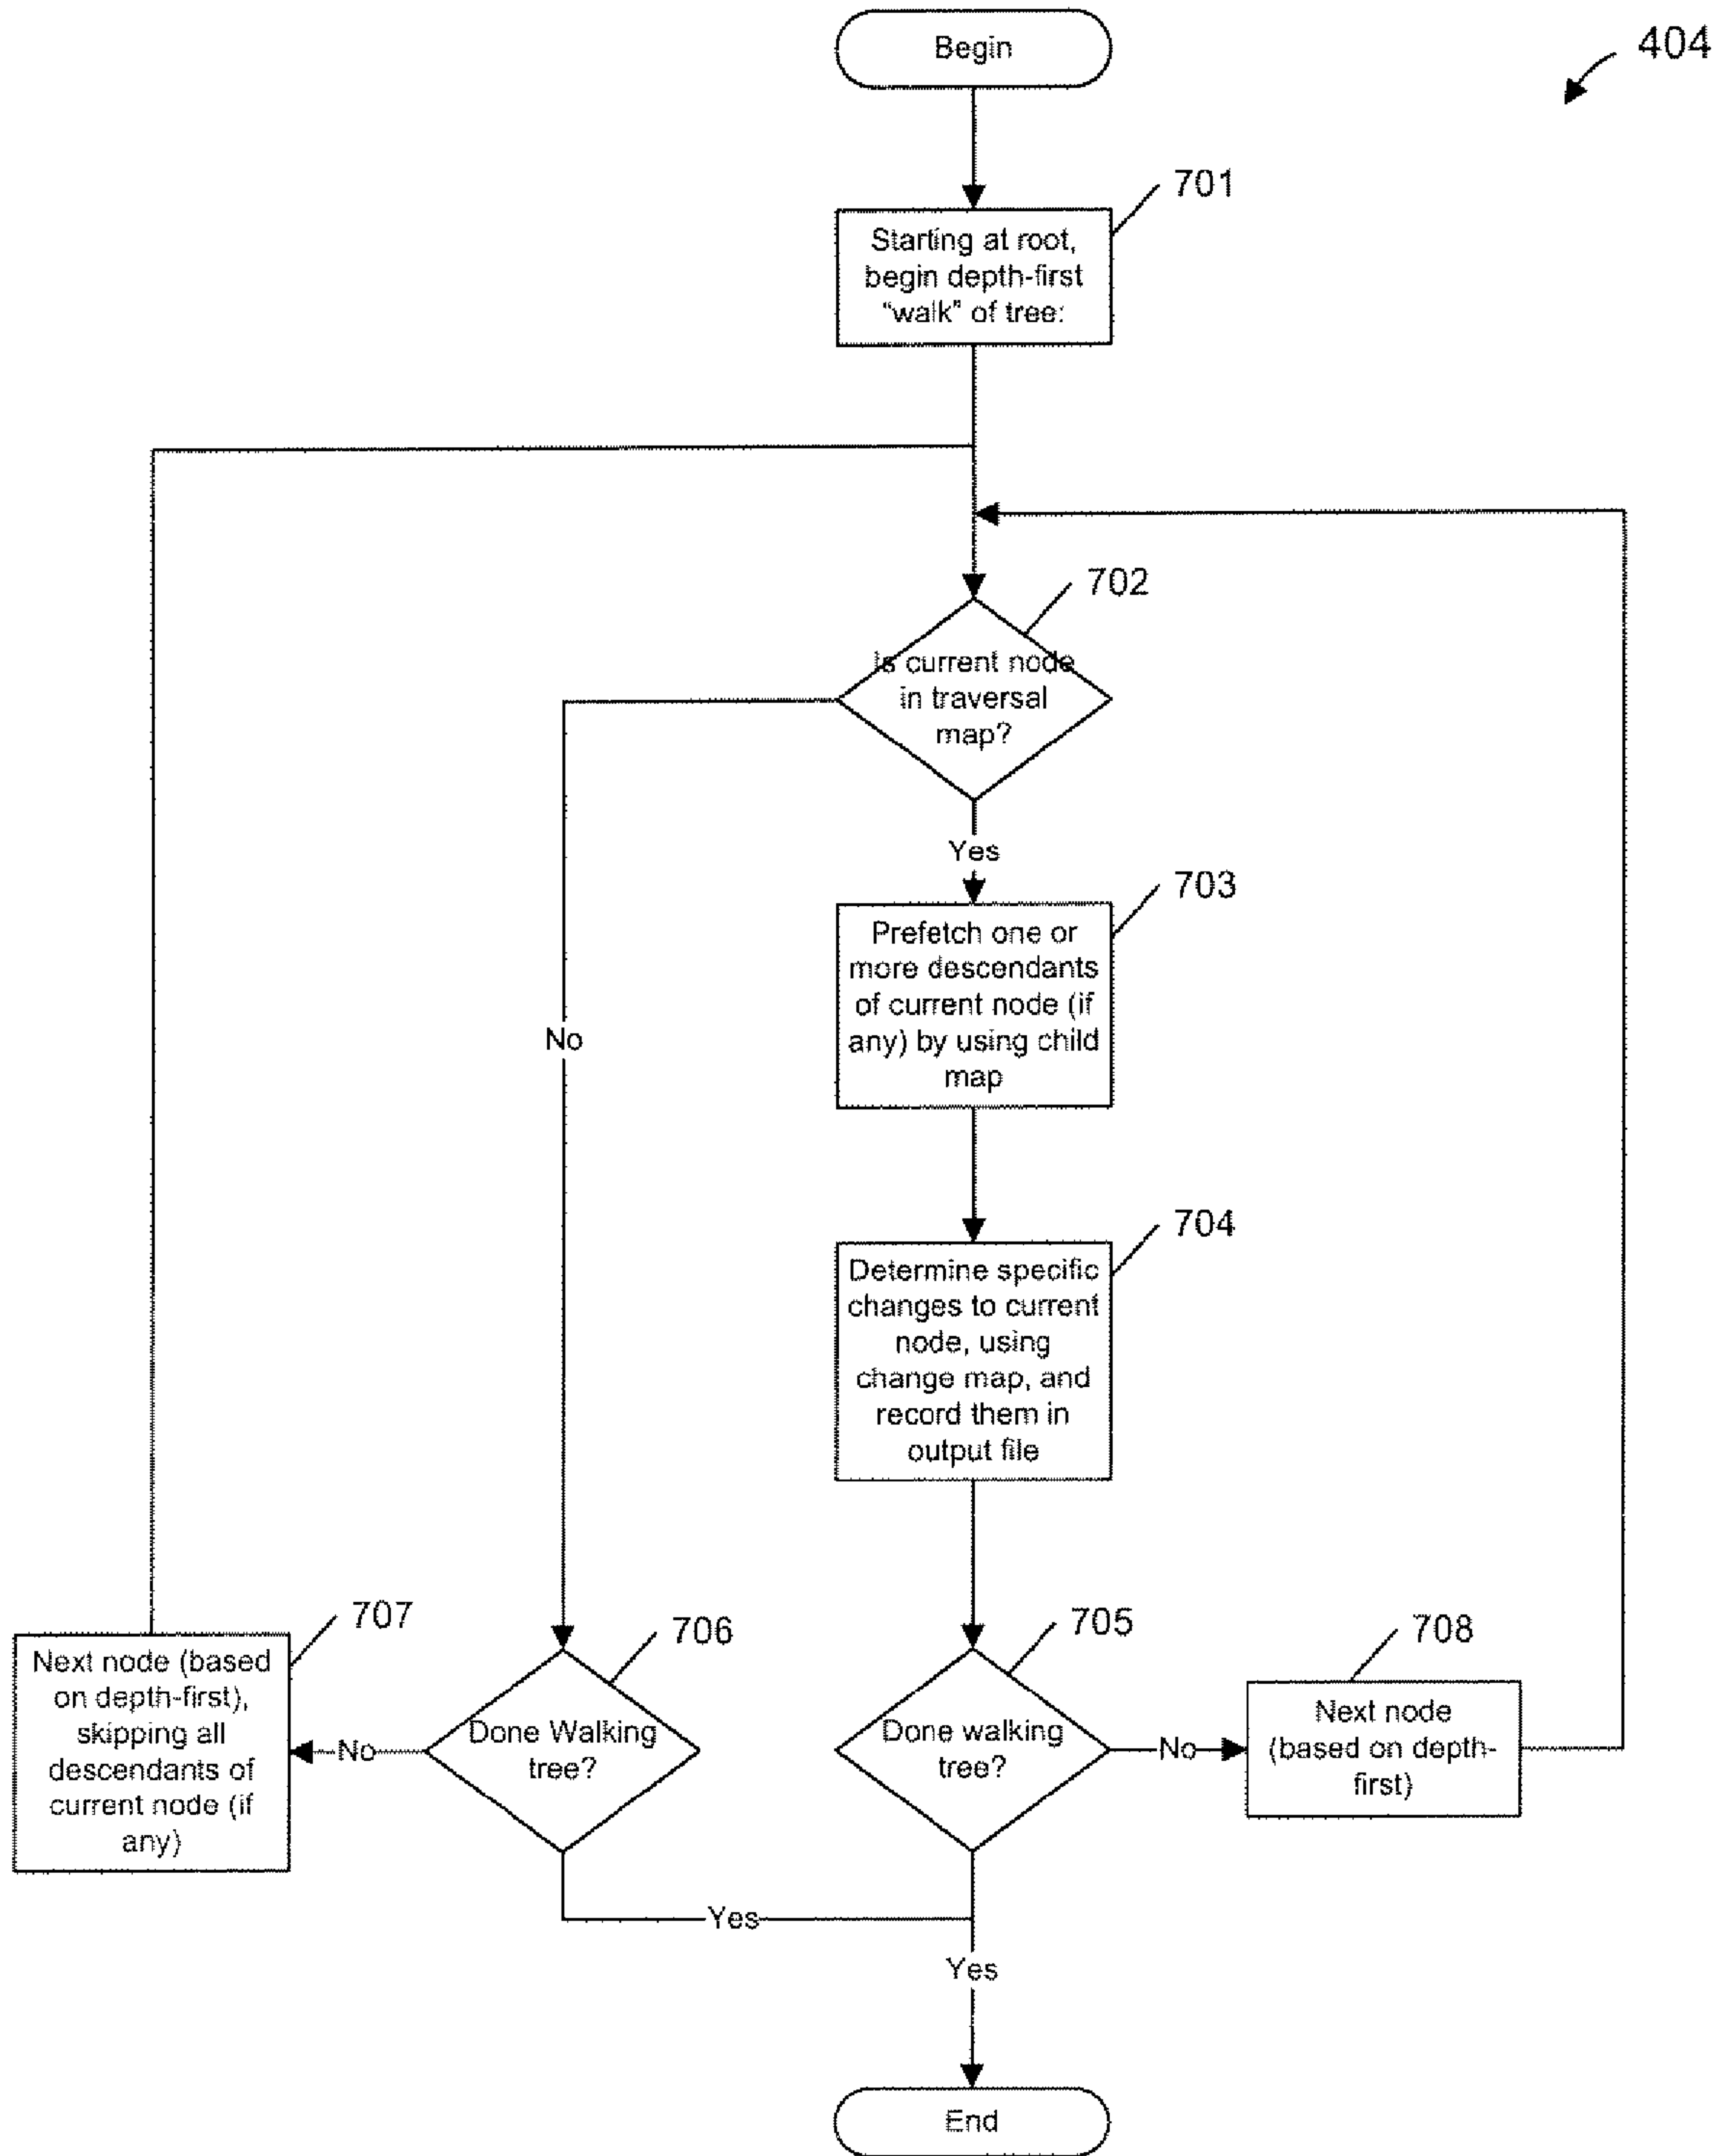 Begin
404
701
Starting at root,
begin depth-first
"walk" of tree:
702
Is current node
in traversal
map?
Yes
703
Prefetch one or
more descendants
of current node (if
any) by using child
map
No
704
Determine specific
changes to current
node, using
change map, and
record them in
output file
707
Next node (based
on depth-first),
skipping all
descendants of
current node (if
any)
No
706
Done Walking
tree?
705
Done walking
tree?
No
708
Next node
(based on depth-
first)
Yes
Yes
End